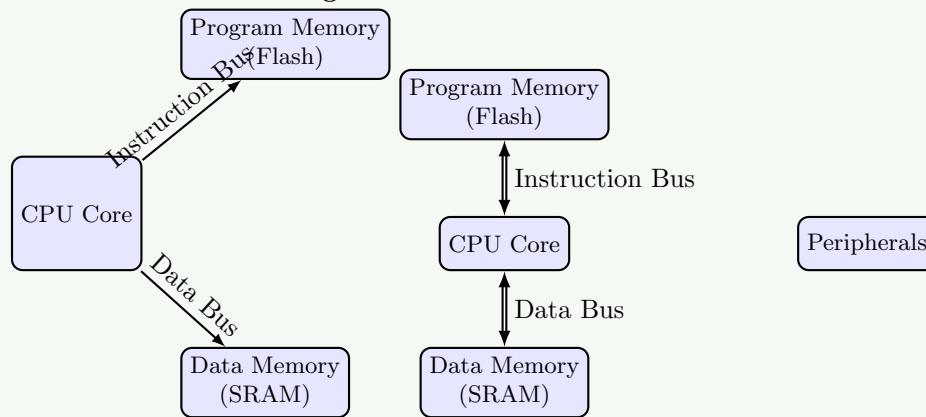 Program Memory
(Flash)
Instruction Bus
CPU Core
Data Bus
Data Memory
(SRAM)
Program Memory
(Flash)
Instruction Bus
CPU Core
Data Bus
Data Memory
(SRAM)
Peripherals